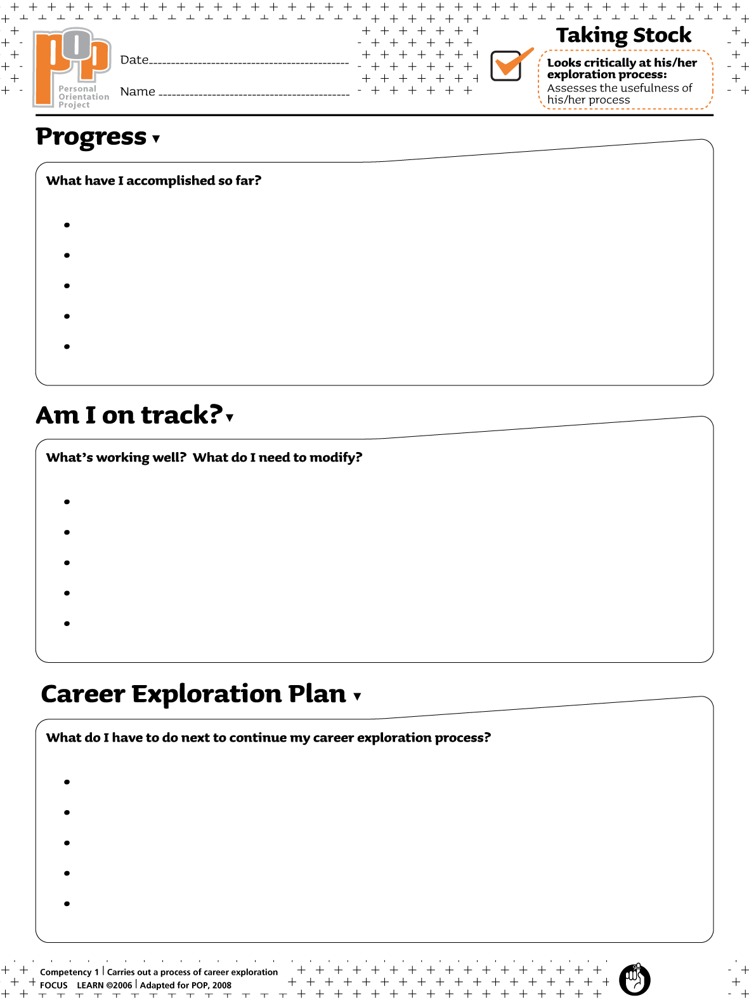 pop
Personal
Orientation
Project
Date
Name
Taking Stock
Looks critically at his/her
exploration process:
Assesses the usefulness of
his/her process
Progress ▼
What have I accomplished so far?
•
•
•
•
•
Am I on track? ▼
What's working well?  What do I need to modify?
•
•
•
•
•
Career Exploration Plan ▼
What do I have to do next to continue my career exploration process?
•
•
•
•
•
Competency 1 | Carries out a process of career exploration
FOCUS LEARN ©2006 | Adapted for POP, 2008